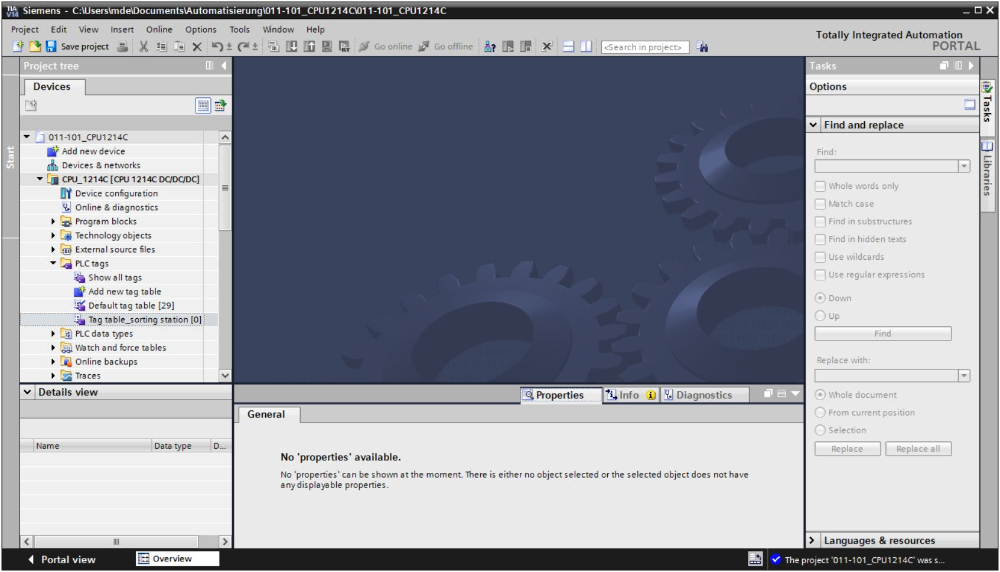 TIA V14 Siemens - C:\Users\mde\Documents\Automatisierung\011-101_CPU1214C\011-101_CPU1214C
Project Edit View Insert Online Options Tools Window Help
Totally Integrated Automation
PORTAL
Save project Go online Go offline <Search in project>
Project tree
Devices
Start
011-101_CPU1214C
Add new device
Devices & networks
CPU_1214C [CPU 1214C DC/DC/DC]
Device configuration
Online & diagnostics
Program blocks
Technology objects
External source files
PLC tags
Show all tags
Add new tag table
Default tag table [29]
Tag table_sorting station [0]
PLC data types
Watch and force tables
Online backups
Traces
Details view
Name Data type D...
Properties Info Diagnostics
General
No 'properties' available.
No 'properties' can be shown at the moment. There is either no object selected or the selected object does not have
any displayable properties.
Tasks
Options
Find and replace
Find:
Whole words only
Match case
Find in substructures
Find in hidden texts
Use wildcards
Use regular expressions
Down
Up
Find
Replace with:
Whole document
From current position
Selection
Replace Replace all
Languages & resources
Tasks
Libraries
Portal view Overview The project '011-101_CPU1214C' was s...